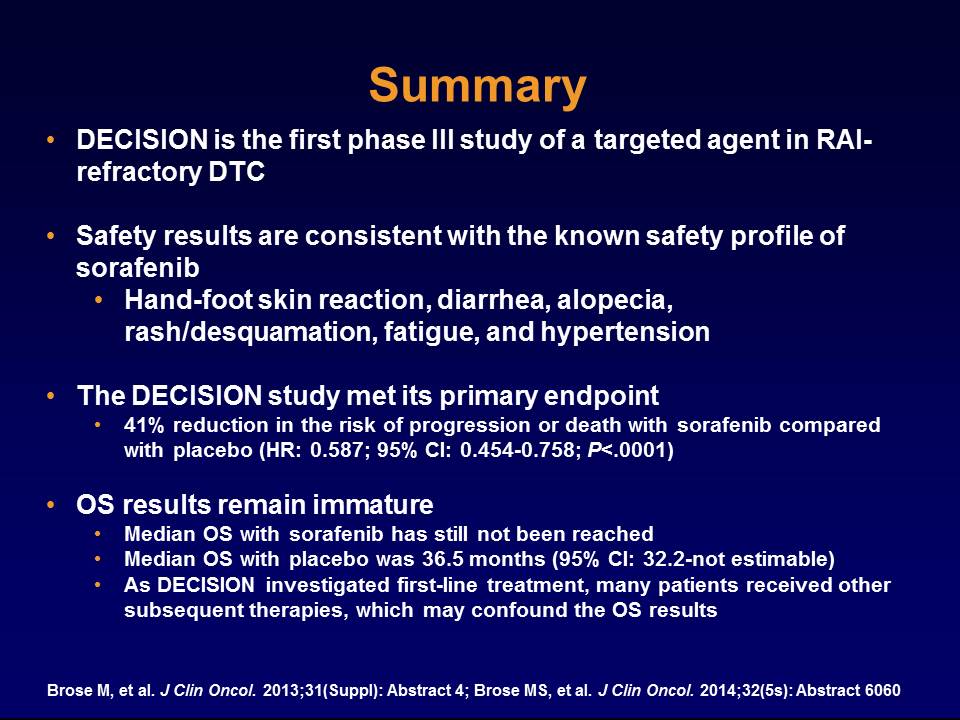 Summary
• DECISION is the first phase III study of a targeted agent in RAI-
refractory DTC
• Safety results are consistent with the known safety profile of
sorafenib
• Hand-foot skin reaction, diarrhea, alopecia,
rash/desquamation, fatigue, and hypertension
• The DECISION study met its primary endpoint
• 41% reduction in the risk of progression or death with sorafenib compared
with placebo (HR: 0.587; 95% CI: 0.454-0.758; P<.0001)
• OS results remain immature
• Median OS with sorafenib has still not been reached
• Median OS with placebo was 36.5 months (95% CI: 32.2-not estimable)
• As DECISION investigated first-line treatment, many patients received other
subsequent therapies, which may confound the OS results
Brose M, et al. J Clin Oncol. 2013;31(Suppl): Abstract 4; Brose MS, et al. J Clin Oncol. 2014;32(5s): Abstract 6060